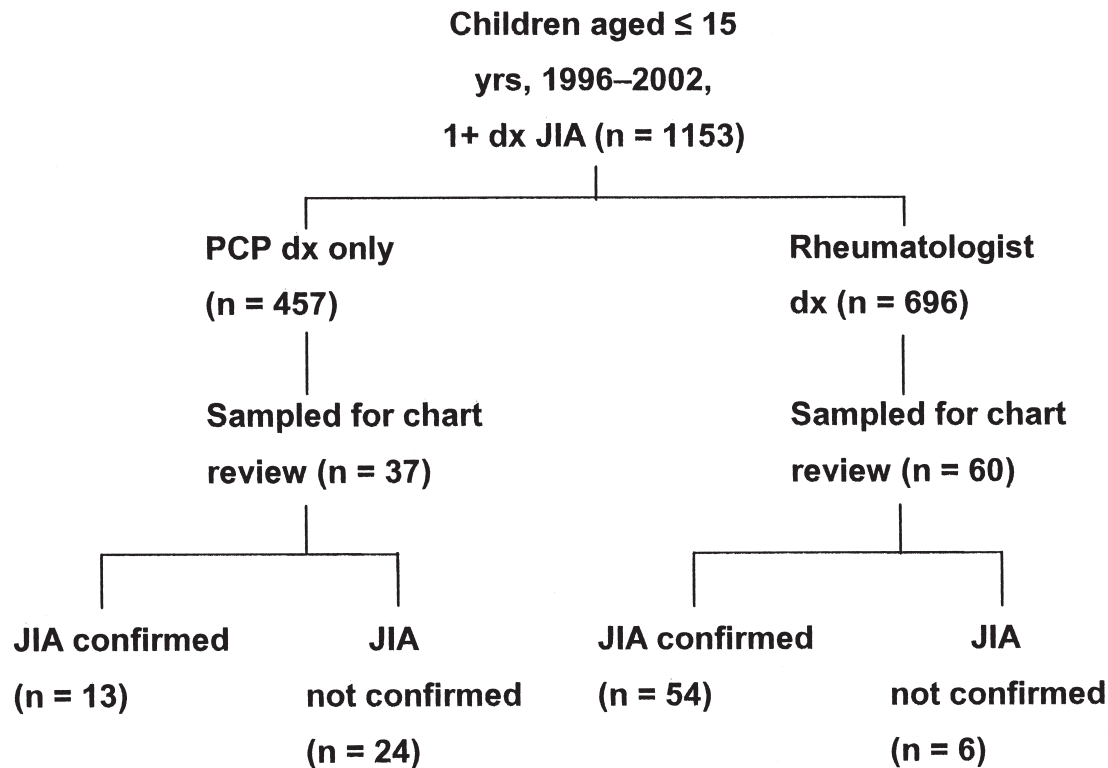 Children aged ≤ 15
yrs, 1996–2002,
1+ dx JIA (n = 1153)
PCP dx only
(n = 457)
Rheumatologist
dx (n = 696)
Sampled for chart
review (n = 37)
Sampled for chart
review (n = 60)
JIA confirmed
(n = 13)
JIA
not confirmed
(n = 24)
JIA confirmed
(n = 54)
JIA
not confirmed
(n = 6)